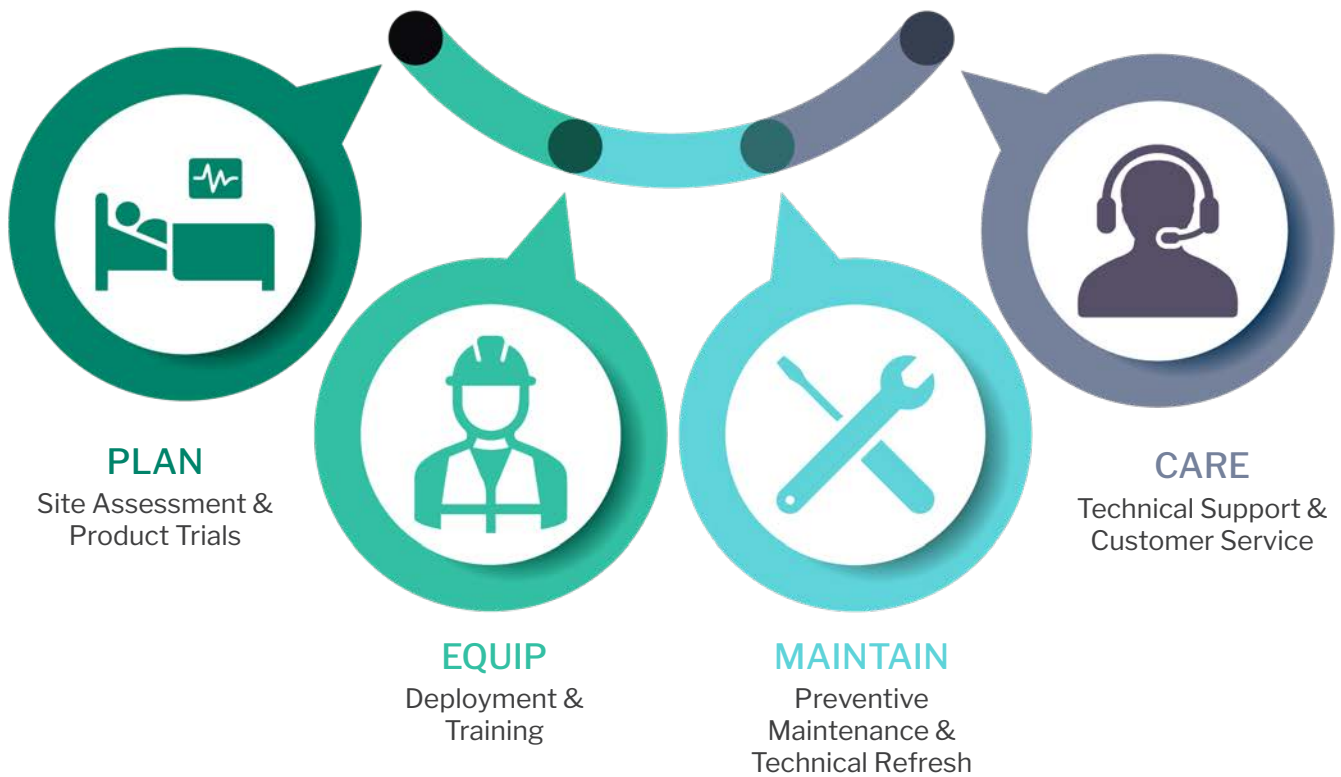 PLAN
Site Assessment &
Product Trials
EQUIP
Deployment &
Training
MAINTAIN
Preventive
Maintenance &
Technical Refresh
CARE
Technical Support &
Customer Service